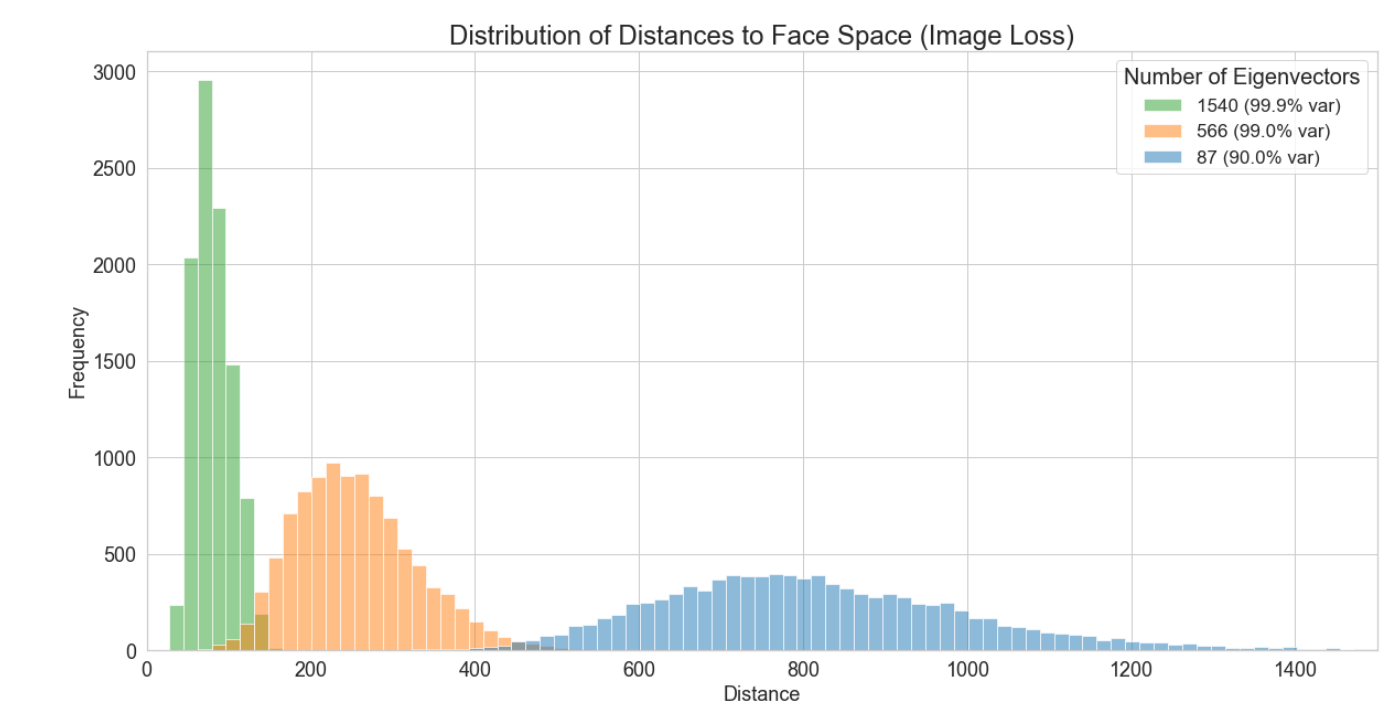 Distribution of Distances to Face Space (Image Loss)
Number of Eigenvectors
1540 (99.9% var)
566 (99.0% var)
87 (90.0% var)
Frequency
3000
2500
2000
1500
1000
500
0
0 200 400 600 800 1000 1200 1400
Distance